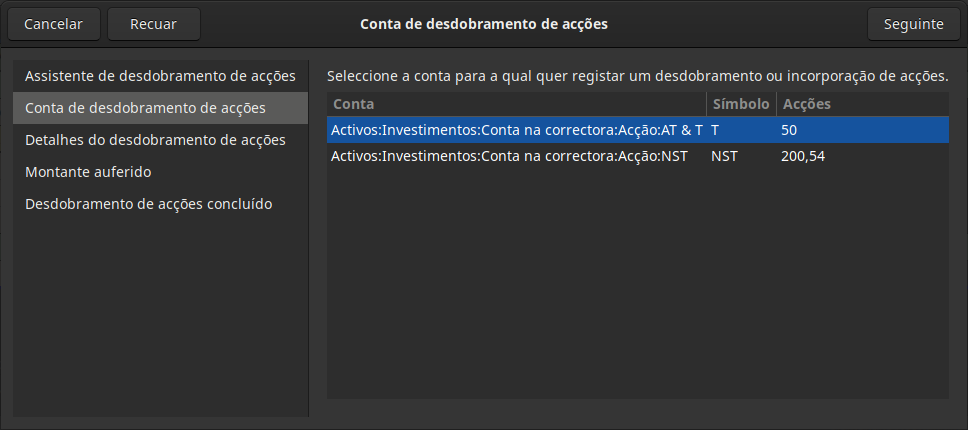 Cancelar Recuar Conta de desdobramento de acções Seguinte
Assistente de desdobramento de acções
Conta de desdobramento de acções
Detalhes do desdobramento de acções
Montante auferido
Desdobramento de acções concluído
Seleccione a conta para a qual quer registar um desdobramento ou incorporação de acções.
Conta Símbolo Acções
Activos:Investimentos:Conta na correctora:Acção:AT & T T 50
Activos:Investimentos:Conta na correctora:Acção:NST NST 200,54